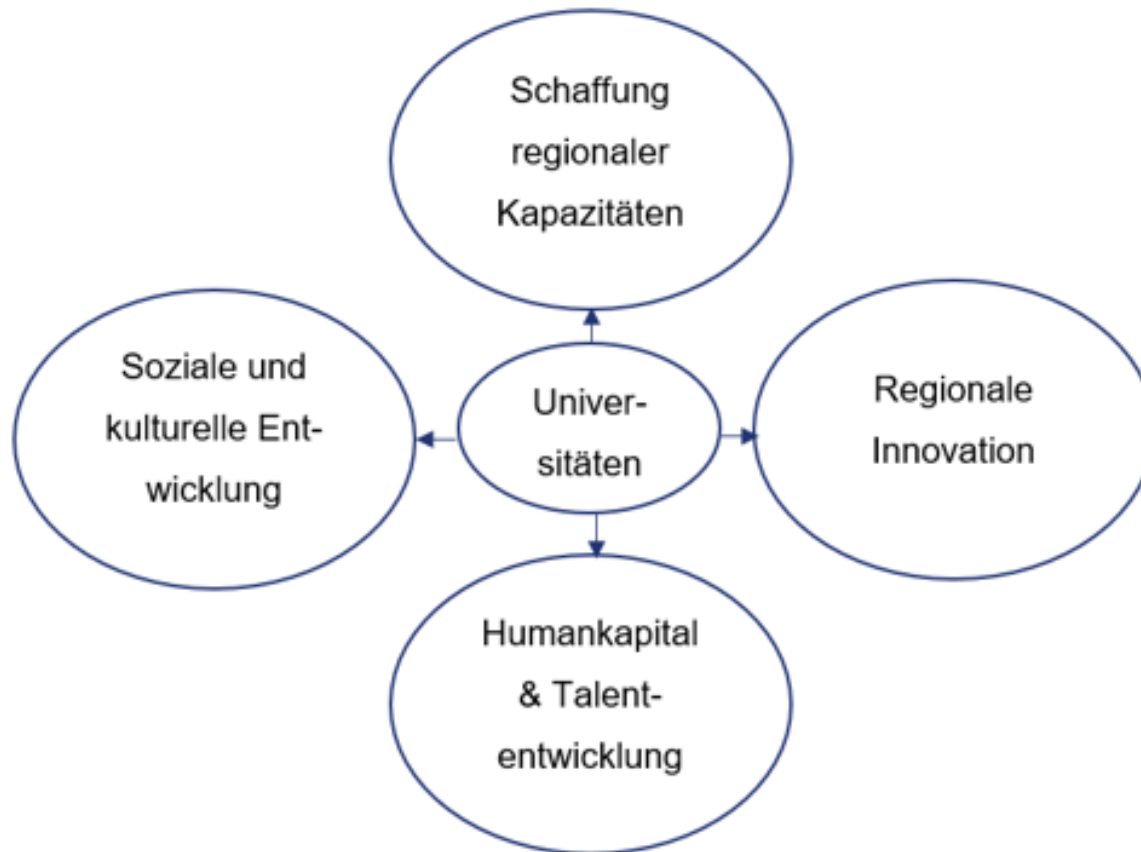 Schaffung
regionaler
Kapazitäten
Soziale und
kulturelle Ent-
wicklung
Univer-
sitäten
Regionale
Innovation
Humankapital
& Talent-
entwicklung